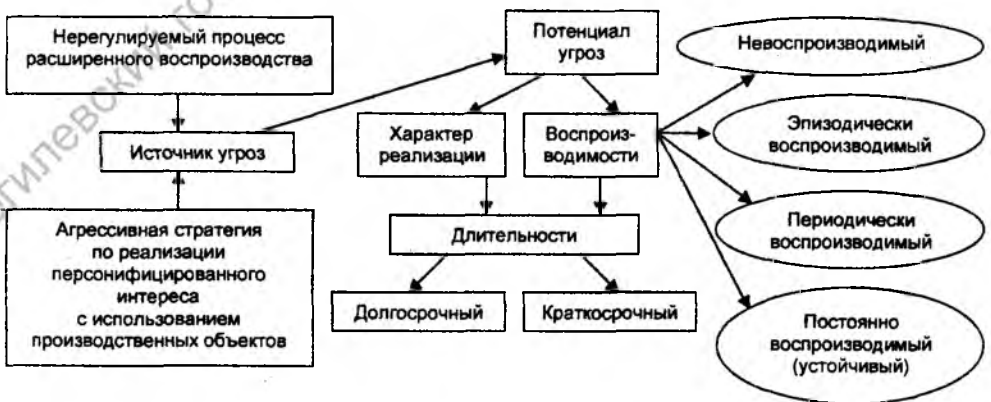 Нерегулируемый процесс
расширенного воспроизводства
Источник угроз
Агрессивная стратегия
по реализации
персонифицированного
интереса
с использованием
производственных объектов
Потенциал
угроз
Характер
реализации
Воспроиз-
водимости
Длительности
Долгосрочный
Краткосрочный
Невоспроизводимый
Эпизодически
воспроизводимый
Периодически
воспроизводимый
Постоянно
воспроизводимый
(устойчивый)